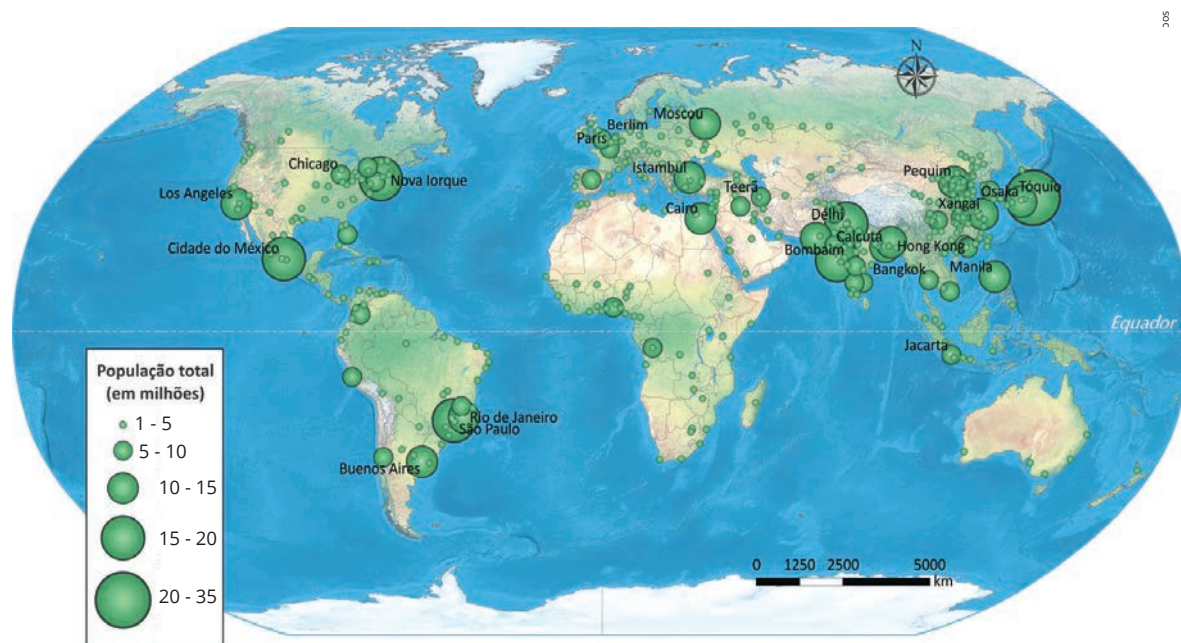 soc
N
Moscou
Berlim
Paris
Chicago
Istambul
Pequim
Nova Iorque
Teerã
Osaka
Tóquio
Los Angeles
Xangai
Cairo
Délhi
Calcutá
Cidade do México
Bombaim
Hong Kong
Bangkok
Manila
Equador
Jacarta
População total
(em milhões)
1 - 5
5 - 10
10 - 15
15 - 20
20 - 35
Rio de Janeiro
São Paulo
Buenos Aires
0 1250 2500 5000
km